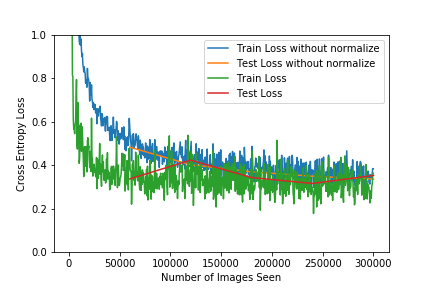 1.0
0.8
0.6
0.4
0.2
0.0
Cross Entropy Loss
Train Loss without normalize
Test Loss without normalize
Train Loss
Test Loss
0 50000 100000 150000 200000 250000 300000
Number of Images Seen